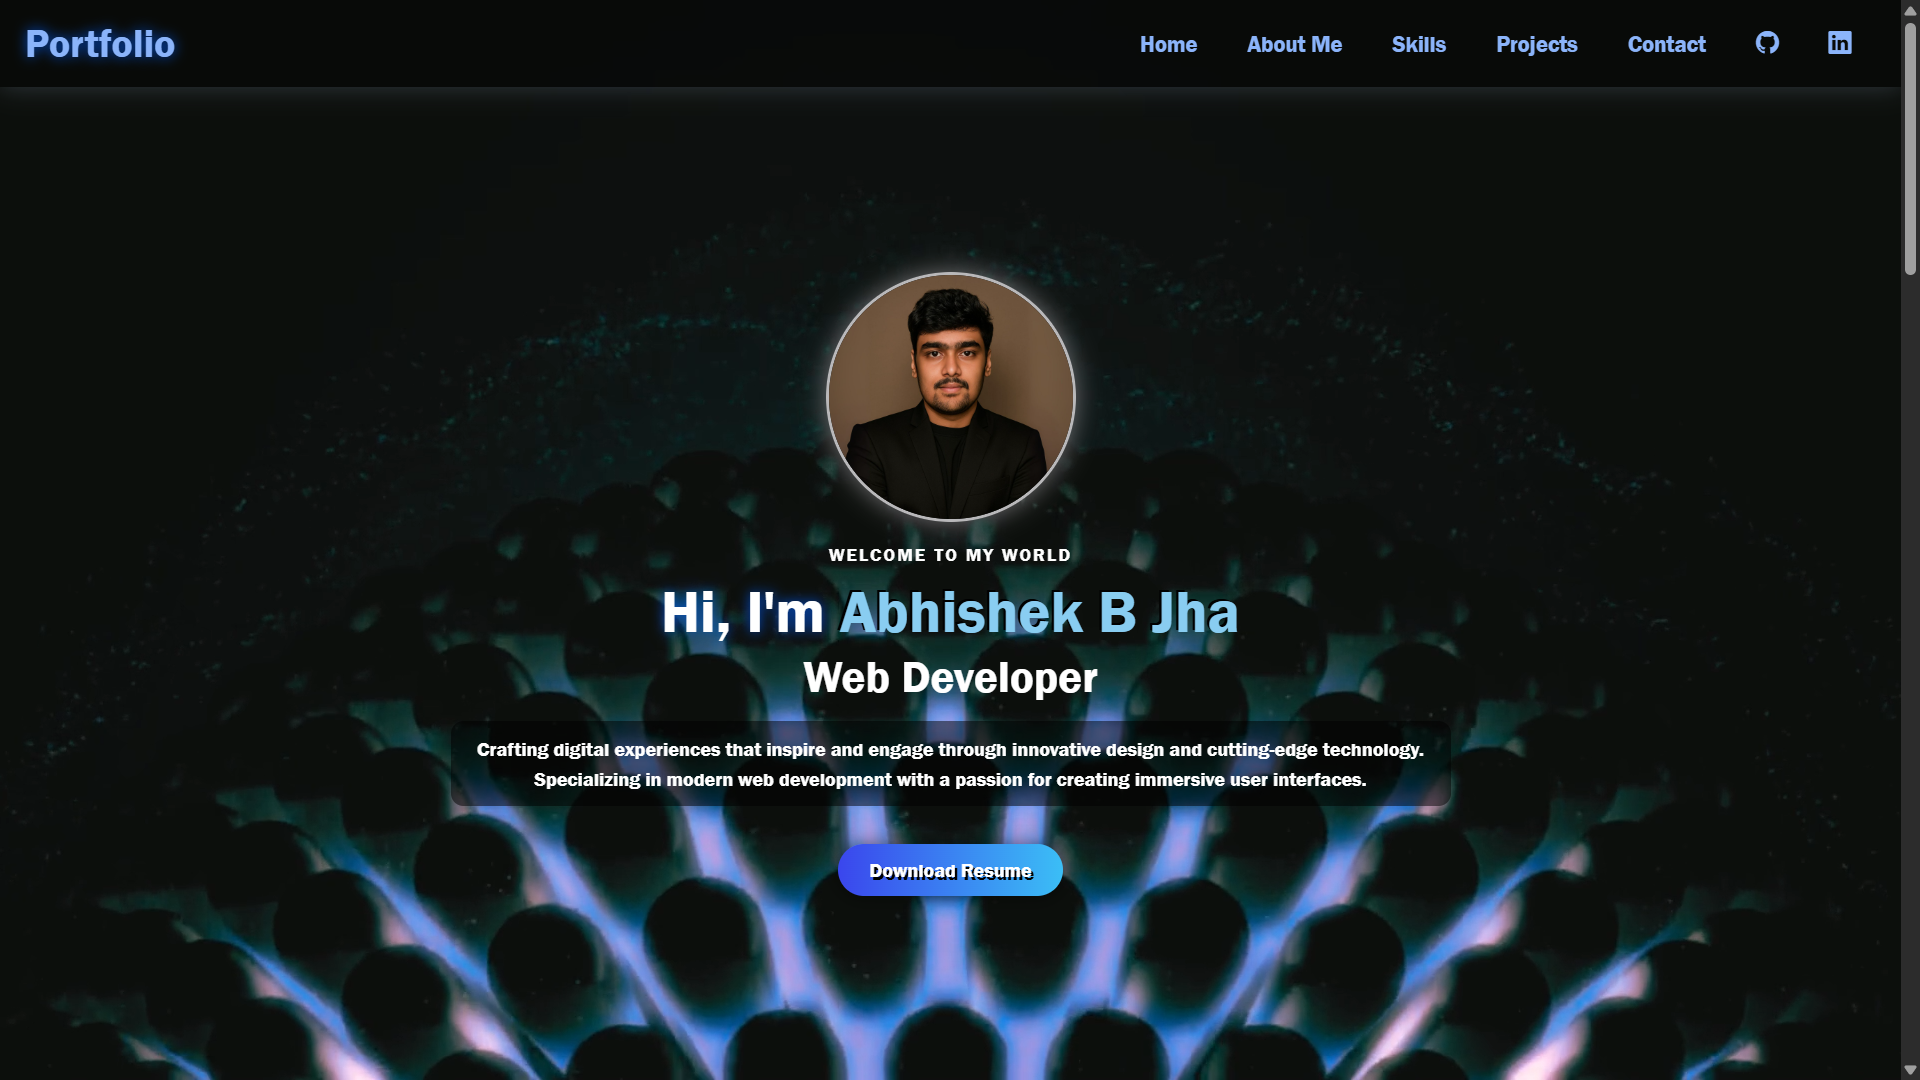 Portfolio
Home About Me Skills Projects Contact
WELCOME TO MY WORLD
Hi, I'm Abhishek B Jha
Web Developer
Crafting digital experiences that inspire and engage through innovative design and cutting-edge technology.
Specializing in modern web development with a passion for creating immersive user interfaces.
Download Resume